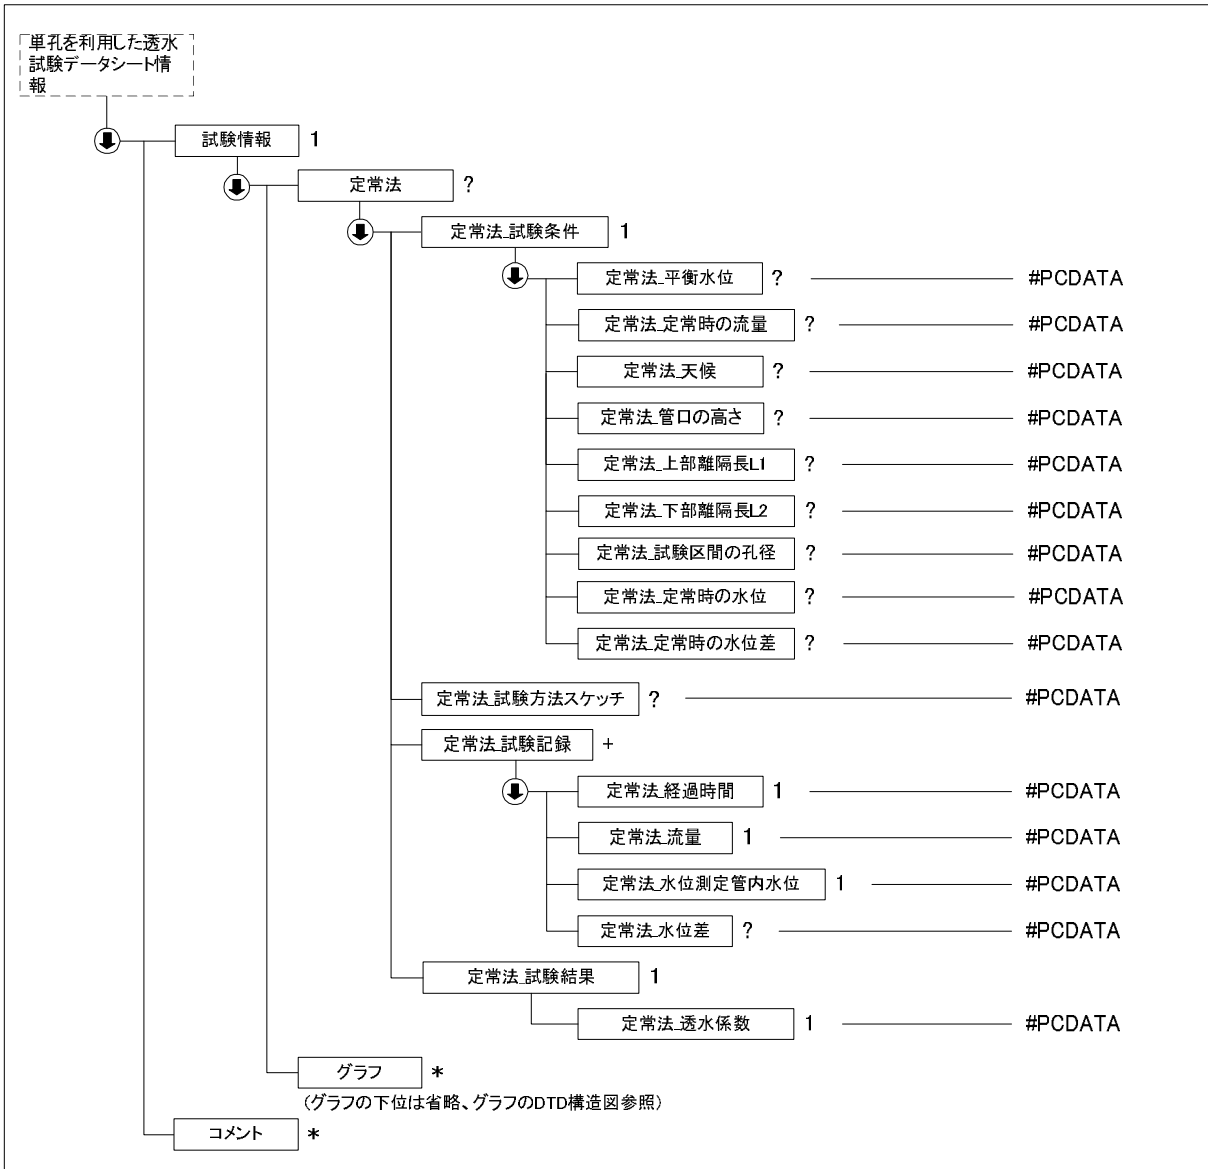 単孔を利用した透水
試験データシート情
報
試験情報 1
定常法 ?
定常法_試験条件 1
定常法_平衡水位 ? #PCDATA
定常法_定常時の流量 ? #PCDATA
定常法_天候 ? #PCDATA
定常法_管口の高さ ? #PCDATA
定常法_上部離隔長L1 ? #PCDATA
定常法_下部離隔長L2 ? #PCDATA
定常法_試験区間の孔径 ? #PCDATA
定常法_定常時の水位 ? #PCDATA
定常法_定常時の水位差 ? #PCDATA
定常法_試験方法スケッチ ? #PCDATA
定常法_試験記録 +
定常法_経過時間 1 #PCDATA
定常法_流量 1 #PCDATA
定常法_水位測定管内水位 1 #PCDATA
定常法_水位差 ? #PCDATA
定常法_試験結果 1
定常法_透水係数 1 #PCDATA
グラフ *
(グラフの下位は省略、グラフのDTD構造図参照)
コメント *